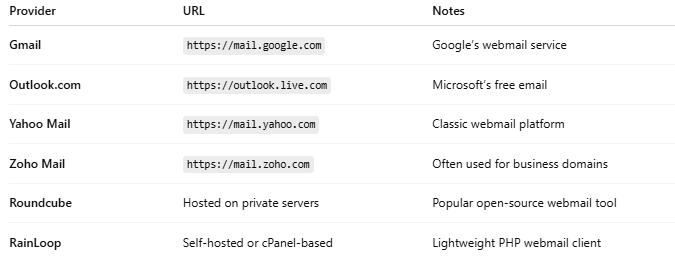 Provider URL Notes
Gmail https://mail.google.com Google’s webmail service
Outlook.com https://outlook.live.com Microsoft’s free email
Yahoo Mail https://mail.yahoo.com Classic webmail platform
Zoho Mail https://mail.zoho.com Often used for business domains
Roundcube Hosted on private servers Popular open-source webmail tool
RainLoop Self-hosted or cPanel-based Lightweight PHP webmail client